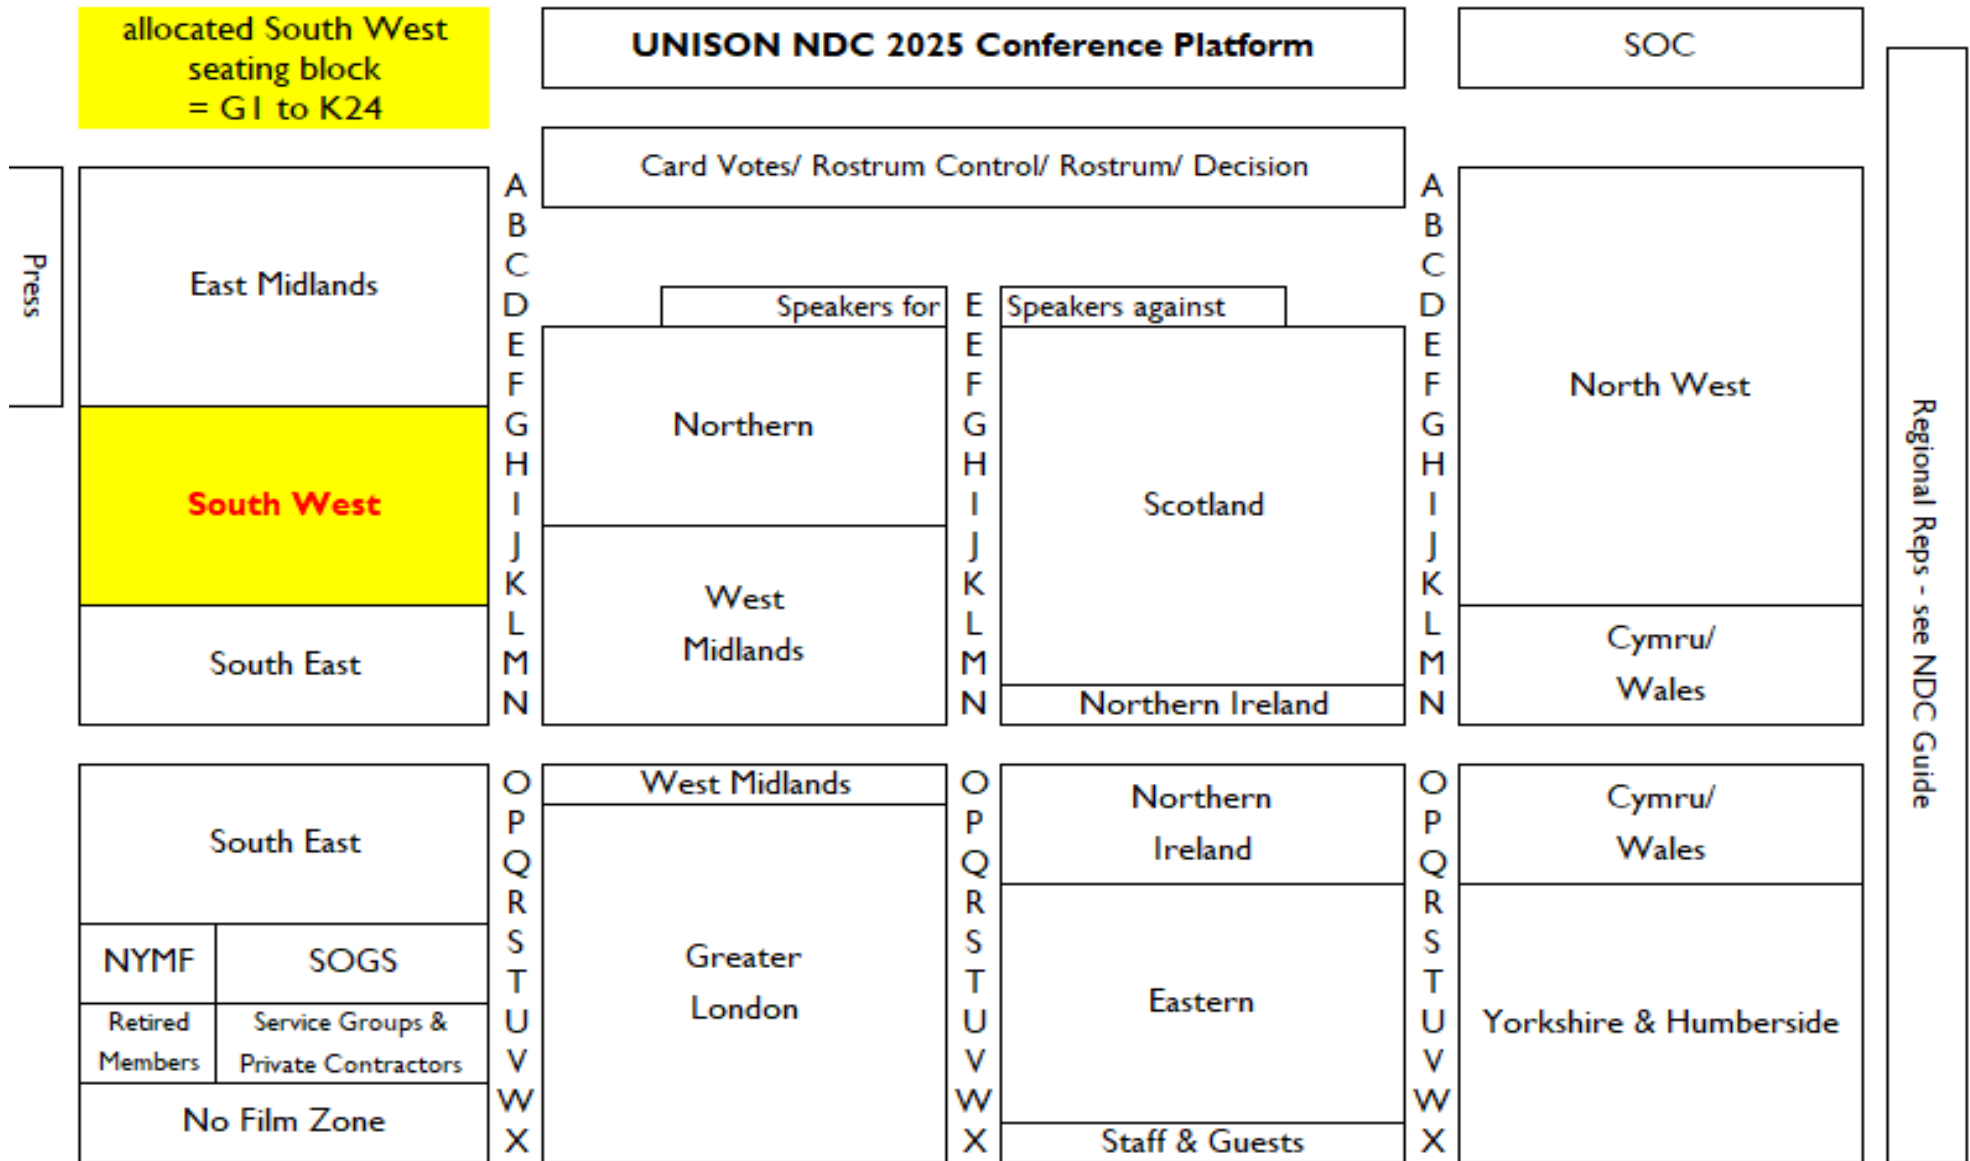 allocated South West
seating block
= G1 to K24
UNISON NDC 2025 Conference Platform
SOC
Card Votes/ Rostrum Control/ Rostrum/ Decision
Press
East Midlands
South West
South East
A
B
C
D
E
F
G
H
I
J
K
L
M
N
Speakers for
Northern
West
Midlands
E
E
F
G
H
I
J
K
L
M
N
Speakers against
Scotland
Northern Ireland
A
B
C
D
E
F
G
H
I
J
K
L
M
N
North West
Cymru/
Wales
Regional Reps - see NDC Guide
South East
NYMF
SOGS
Retired
Members
Service Groups &
Private Contractors
No Film Zone
O
P
Q
R
S
T
U
V
W
X
West Midlands
Greater
London
O
P
Q
R
S
T
U
V
W
X
Northern
Ireland
Eastern
Staff & Guests
O
P
Q
R
S
T
U
V
W
X
Cymru/
Wales
Yorkshire & Humberside